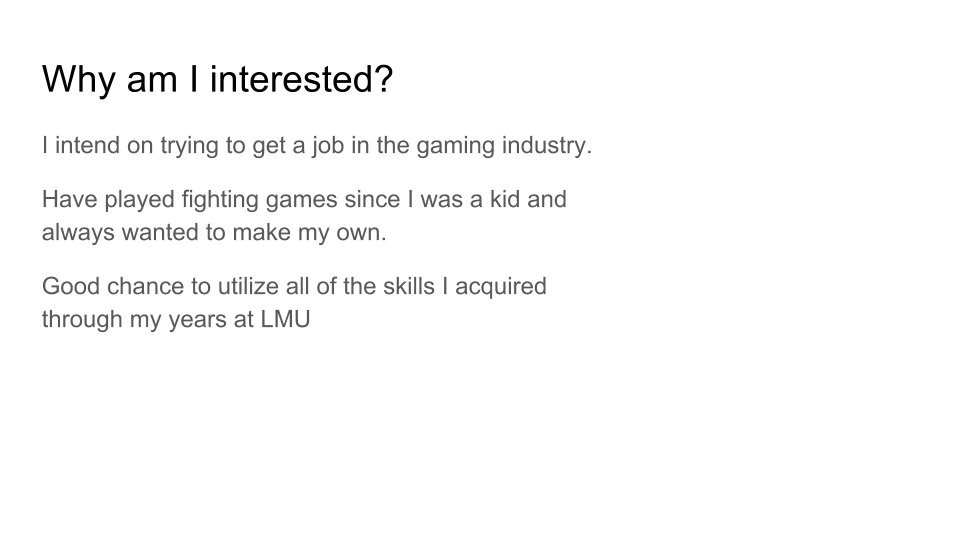 Why am I interested?
I intend on trying to get a job in the gaming industry.
Have played fighting games since I was a kid and
always wanted to make my own.
Good chance to utilize all of the skills I acquired
through my years at LMU